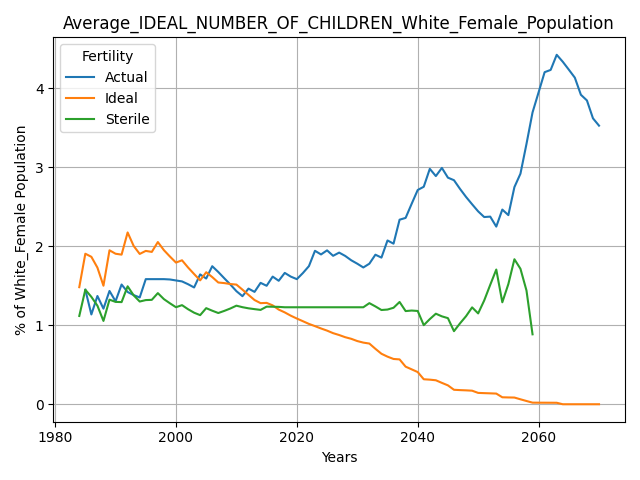 Average_IDEAL_NUMBER_OF_CHILDREN_White_Female_Population
Fertility
Actual
Ideal
Sterile
% of White_Female Population
4
3
2
1
0
1980 2000 2020 2040 2060
Years